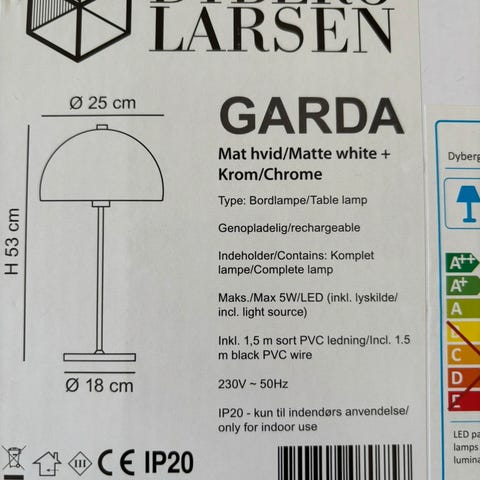 LARSEN
Ø 25 cm
H 53 cm
Ø 18 cm
GARDA
Mat hvid/Matte white +
Krom/Chrome
Type: Bordlampe/Table lamp
Genopladelig/rechargeable
Indeholder/Contains: Komplet
lampe/Complete lamp
Maks./Max 5W/LED (inkl. lyskilde/
incl. light source)
Inkl. 1,5 m sort PVC ledning/Incl. 1.5
m black PVC wire
230V ~ 50Hz
IP20 - kun til indendørs anvendelse/
only for indoor use
III
CE IP20
Dyberg
A++
A+
A
C
D
E
LED pa
lamps
lumina